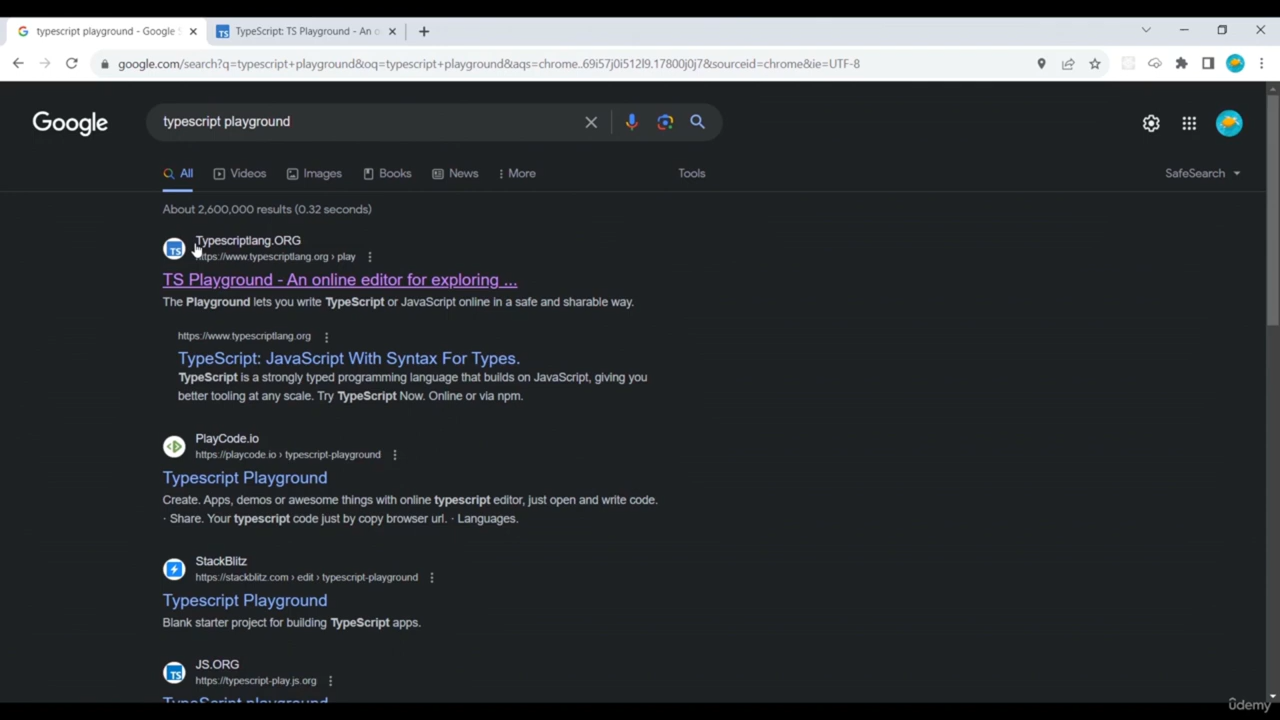 typescript playground - Google S
TypeScript: TS Playground - An o
google.com/search?q=typescript+playground&oq=typescript+playground&aqs=chrome..69i57j0i512l9.17800j0j7&sourceid=chrome&ie=UTF-8
Google
typescript playground
All
Videos
Images
Books
News
More
Tools
SafeSearch
About 2,600,000 results (0.32 seconds)
Typescriptlang.ORG
https://www.typescriptlang.org › play
TS Playground - An online editor for exploring ...
The Playground lets you write TypeScript or JavaScript online in a safe and sharable way.
https://www.typescriptlang.org
TypeScript: JavaScript With Syntax For Types.
TypeScript is a strongly typed programming language that builds on JavaScript, giving you
better tooling at any scale. Try TypeScript Now. Online or via npm.
PlayCode.io
https://playcode.io › typescript-playground
Typescript Playground
Create. Apps, demos or awesome things with online typescript editor, just open and write code.
· Share. Your typescript code just by copy browser url. · Languages.
StackBlitz
https://stackblitz.com › edit › typescript-playground
Typescript Playground
Blank starter project for building TypeScript apps.
JS.ORG
https://typescript-play.js.org
TypeScript playground
TS
TS
TS
ûdemy